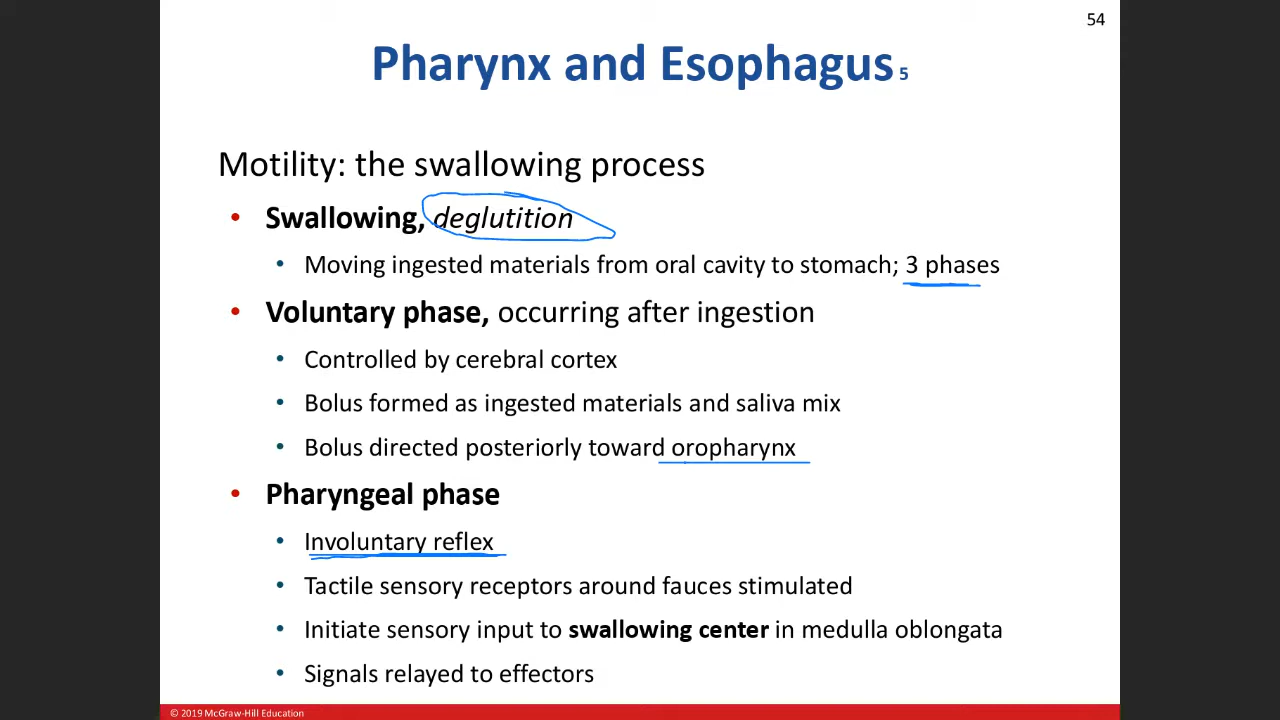 54
Pharynx and Esophagus 5
Motility: the swallowing process
• Swallowing, deglutition
• Moving ingested materials from oral cavity to stomach; 3 phases
• Voluntary phase, occurring after ingestion
• Controlled by cerebral cortex
• Bolus formed as ingested materials and saliva mix
• Bolus directed posteriorly toward oropharynx
• Pharyngeal phase
• Involuntary reflex
• Tactile sensory receptors around fauces stimulated
• Initiate sensory input to swallowing center in medulla oblongata
• Signals relayed to effectors
© 2019 McGraw-Hill Education